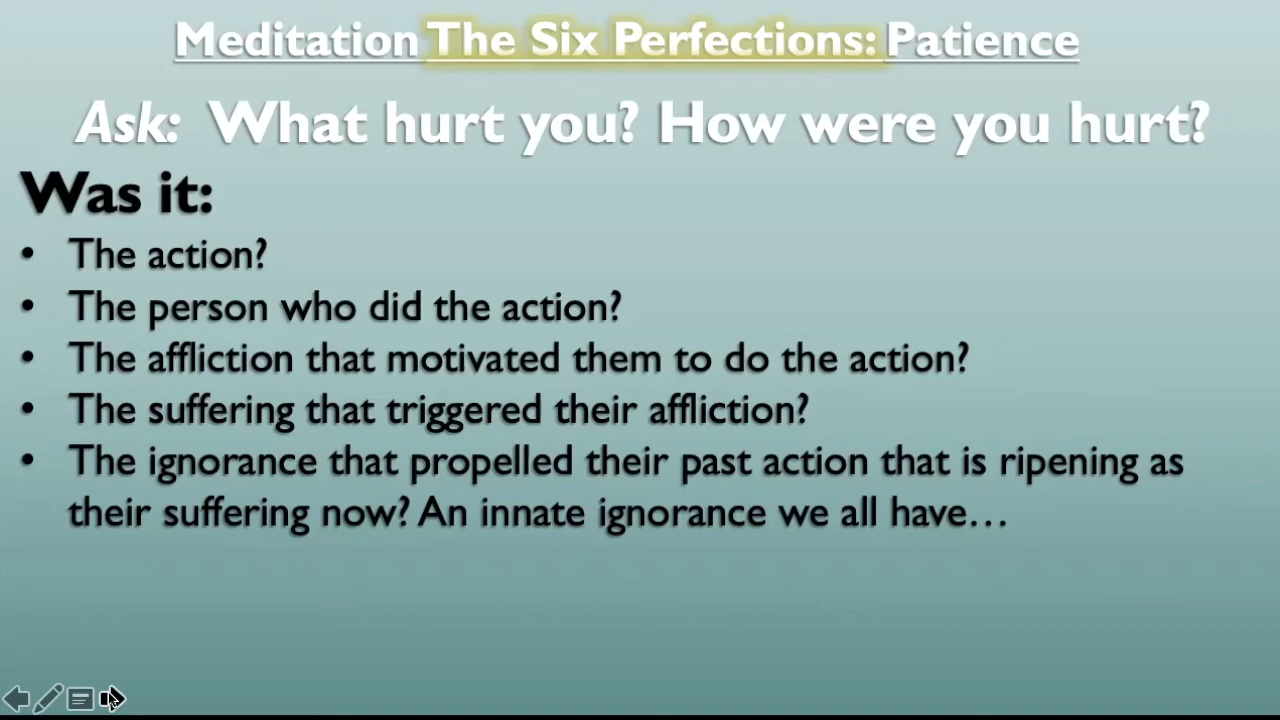 Meditation The Six Perfections: Patience
Ask: What hurt you? How were you hurt?
Was it:
• The action?
• The person who did the action?
• The affliction that motivated them to do the action?
• The suffering that triggered their affliction?
• The ignorance that propelled their past action that is ripening as
their suffering now? An innate ignorance we all have…